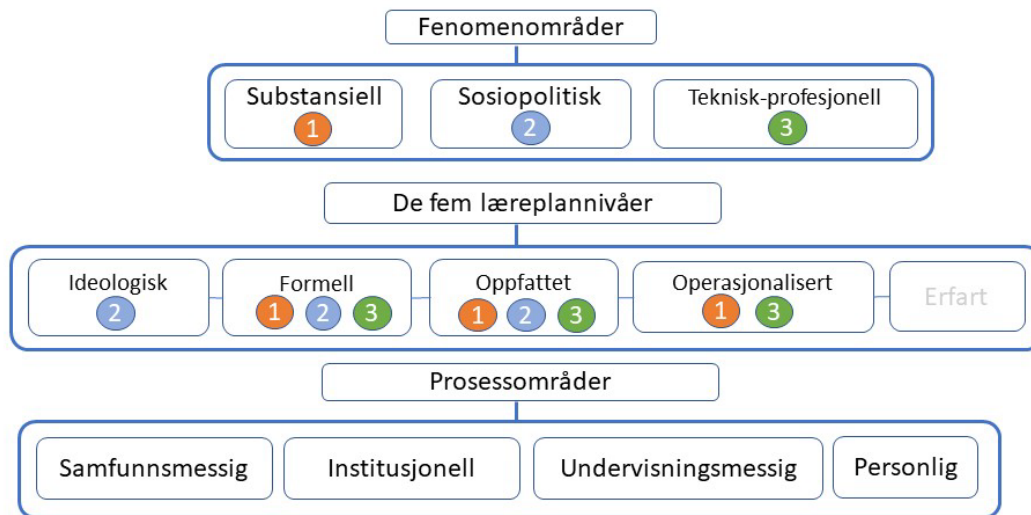 Fenomenområder
Substansiell Sosiopolitisk Teknisk-profesjonell
1 2 3
De fem læreplannivåer
Ideologisk Formell Oppfattet Operasjonalisert Erfart
2 1 2 3 1 2 3 1 3
Prosessområder
Samfunnsmessig Institusjonell Undervisningsmessig Personlig